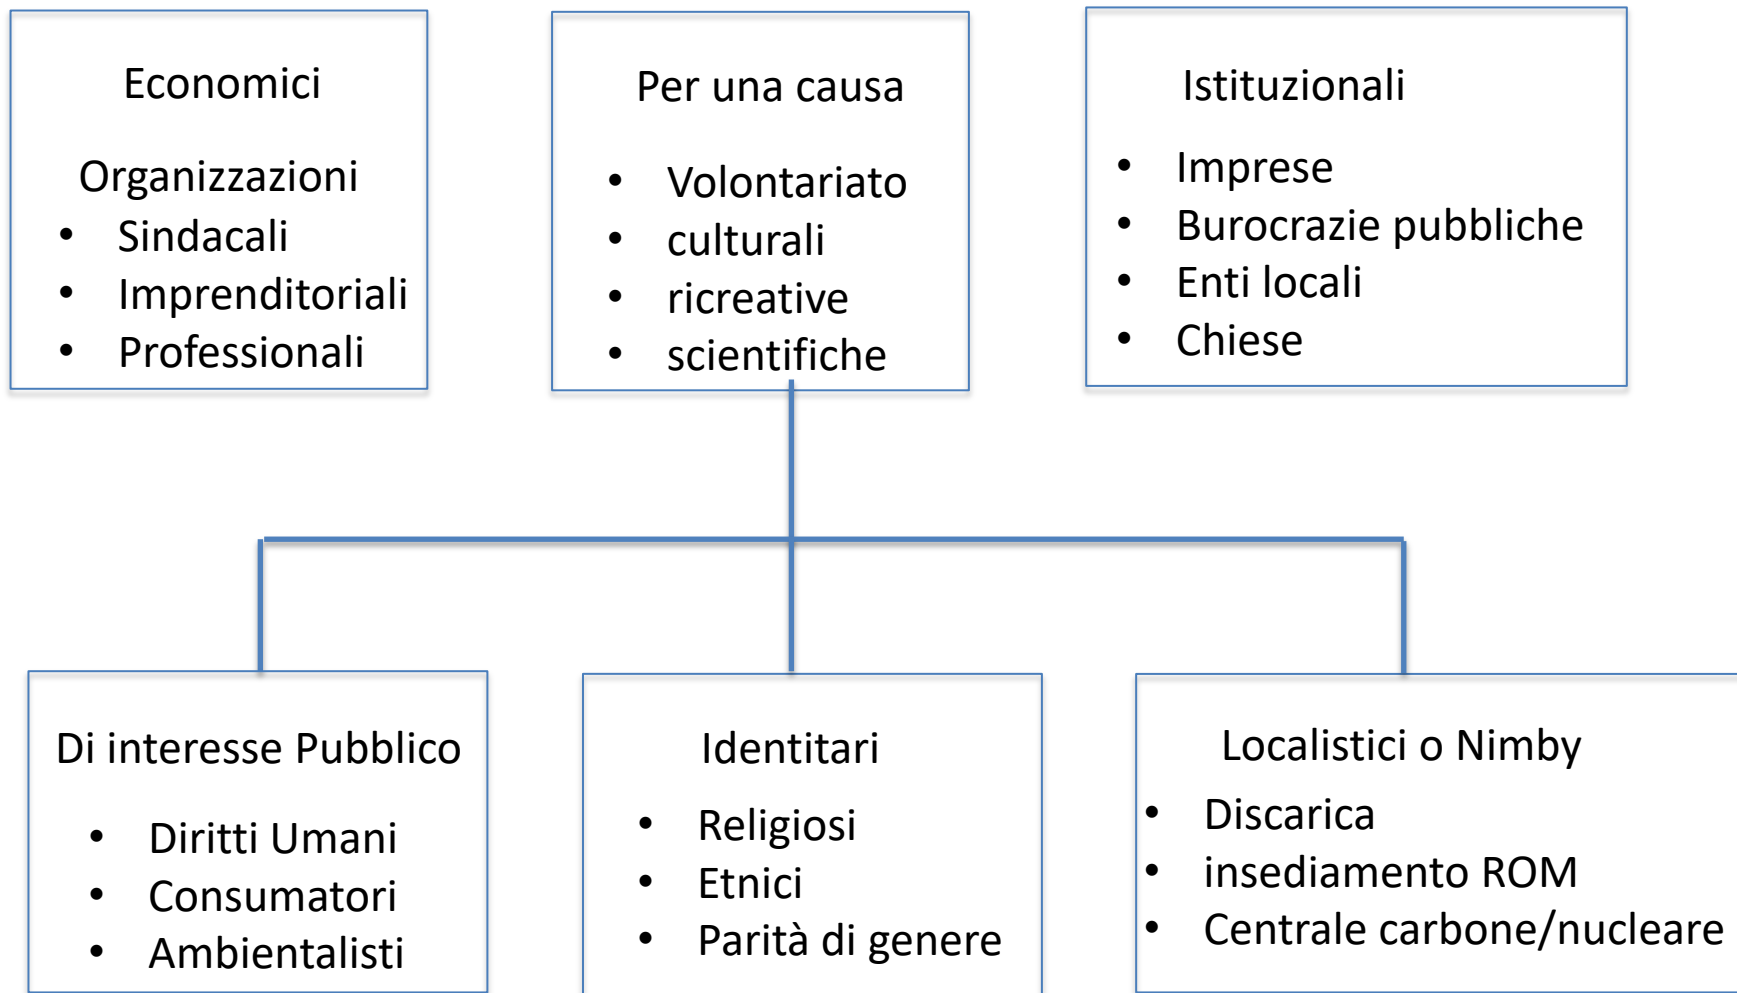 Economici
Organizzazioni
• Sindacali
• Imprenditoriali
• Professionali
Per una causa
• Volontariato
• culturali
• ricreative
• scientifiche
Istituzionali
• Imprese
• Burocrazie pubbliche
• Enti locali
• Chiese
Di interesse Pubblico
• Diritti Umani
• Consumatori
• Ambientalisti
Identitari
• Religiosi
• Etnici
• Parità di genere
Localistici o Nimby
• Discarica
• insediamento ROM
• Centrale carbone/nucleare